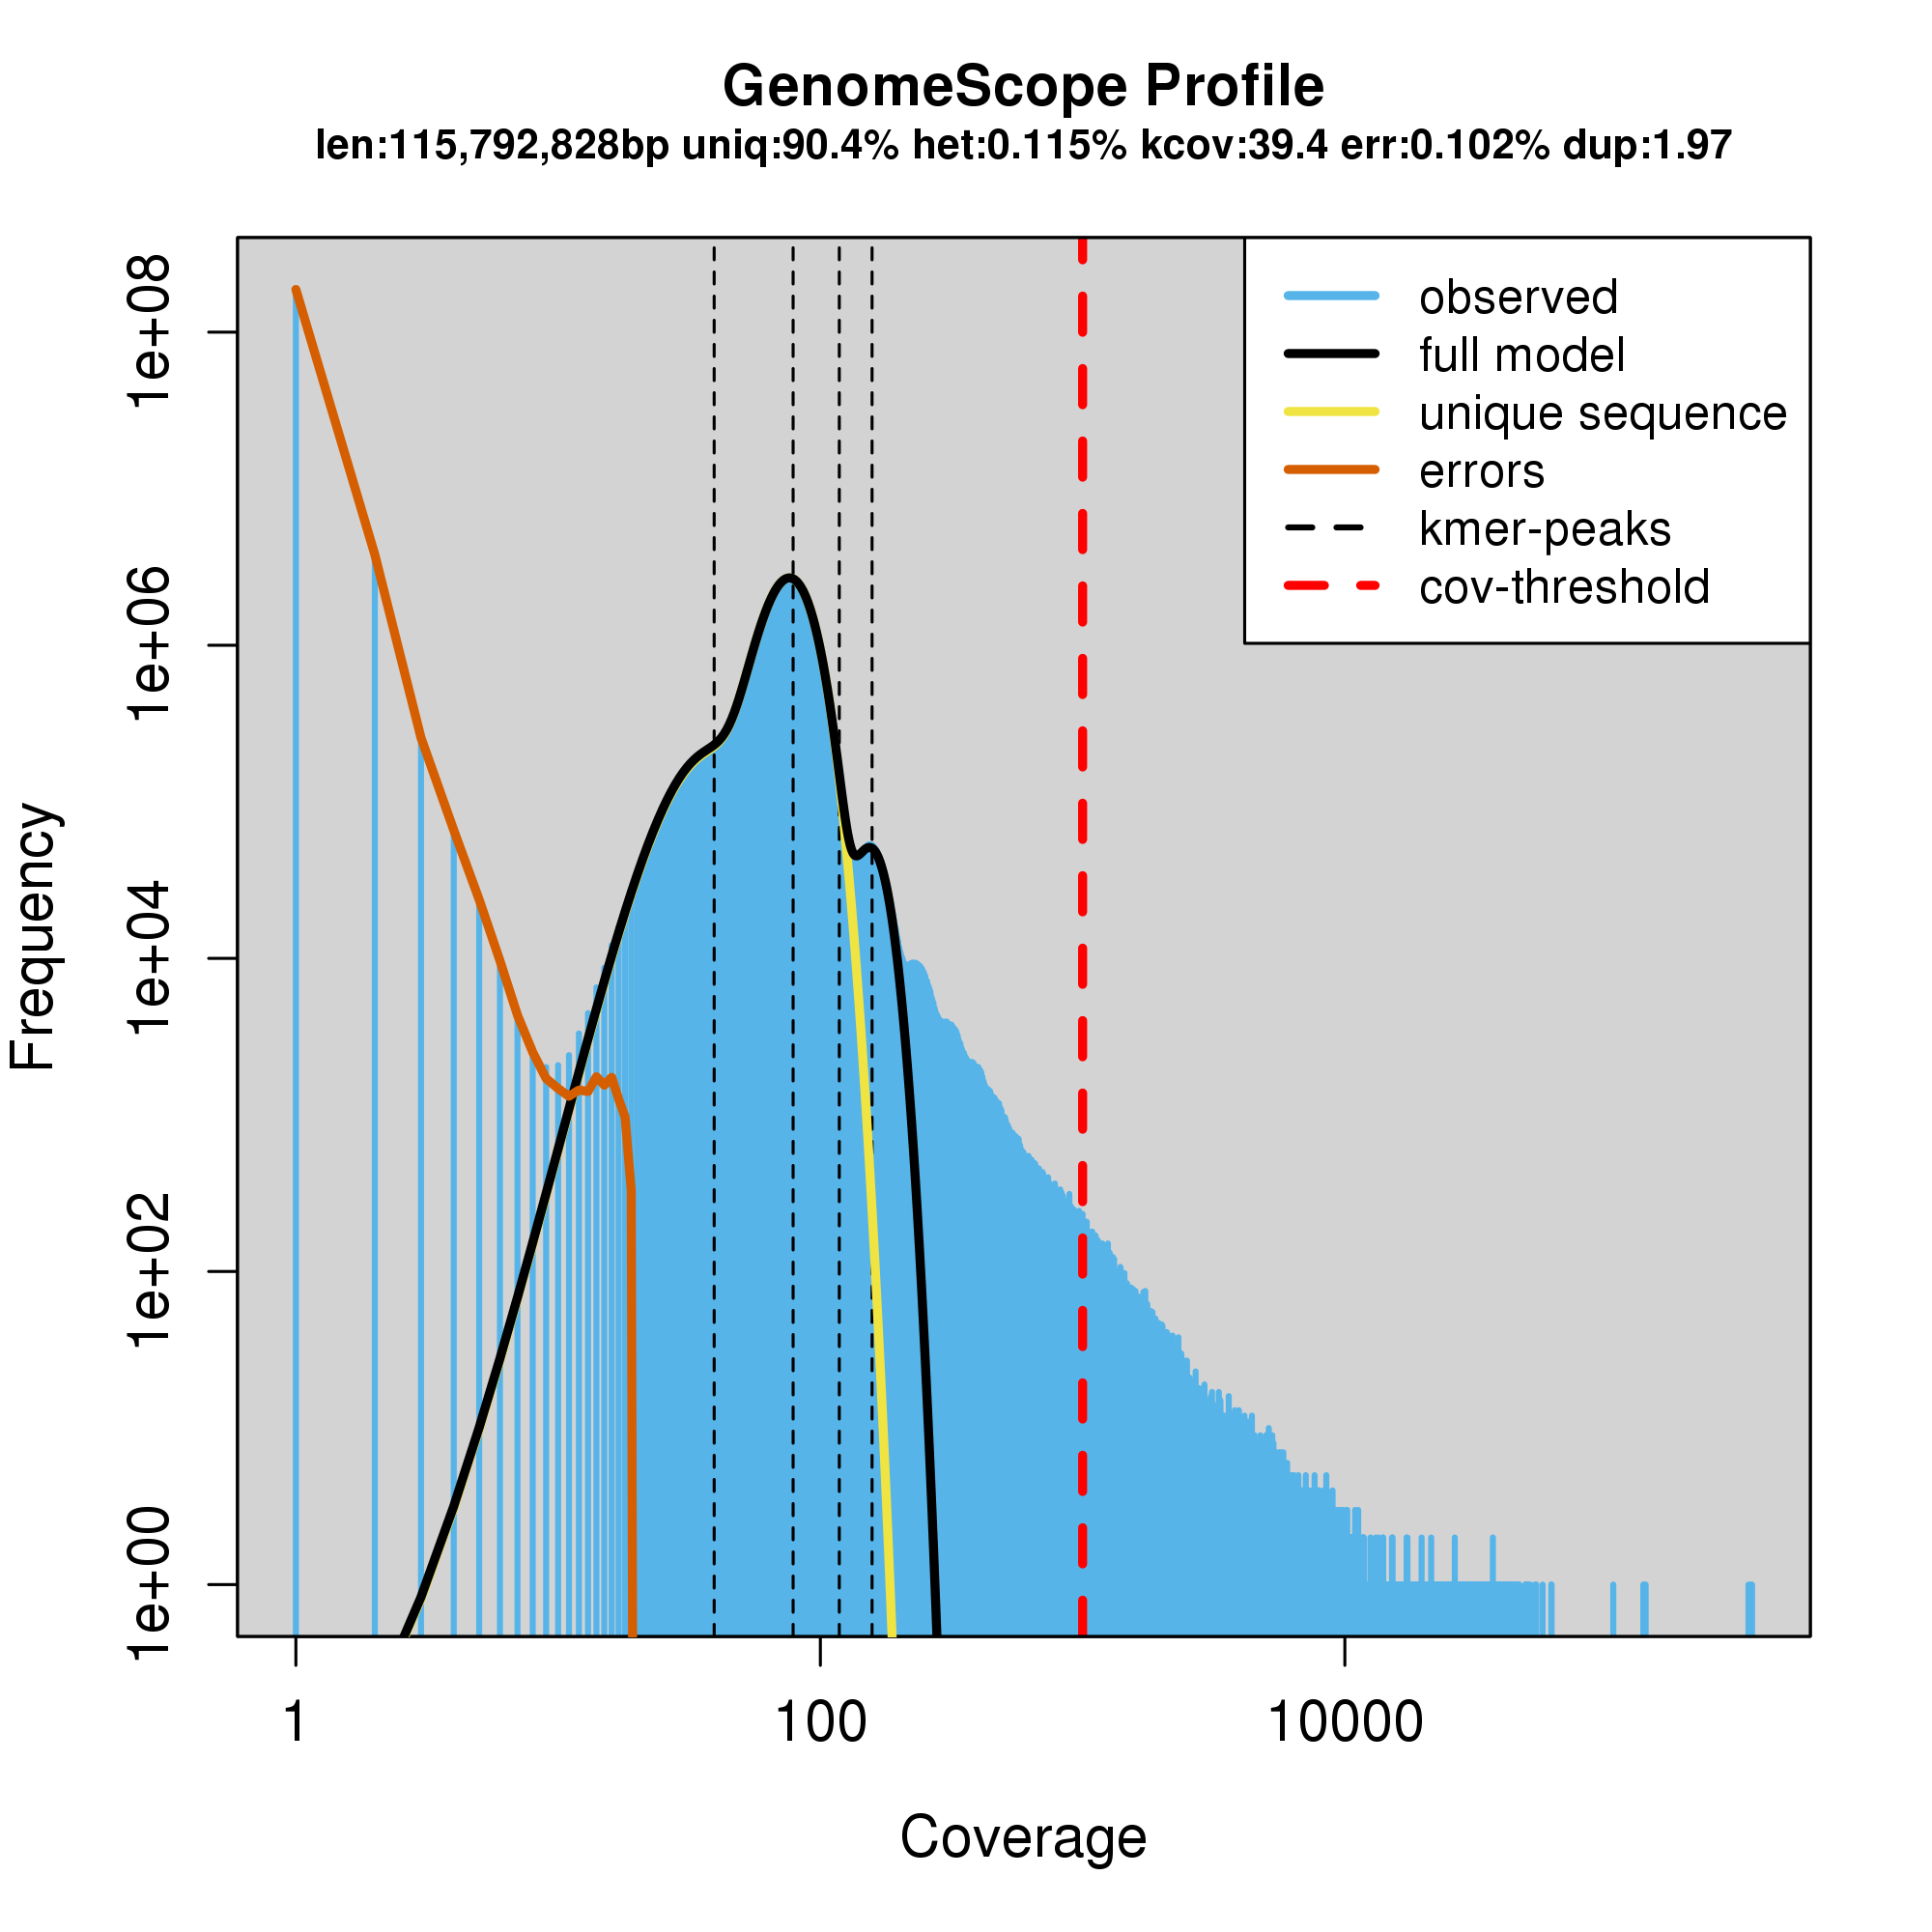 GenomeScope Profile
len:115,792,828bp uniq:90.4% het:0.115% kcov:39.4 err:0.102% dup:1.97
observed
full model
unique sequence
errors
kmer-peaks
cov-threshold
Frequency
1e+08
1e+06
1e+04
1e+02
1e+00
1
100
10000
Coverage